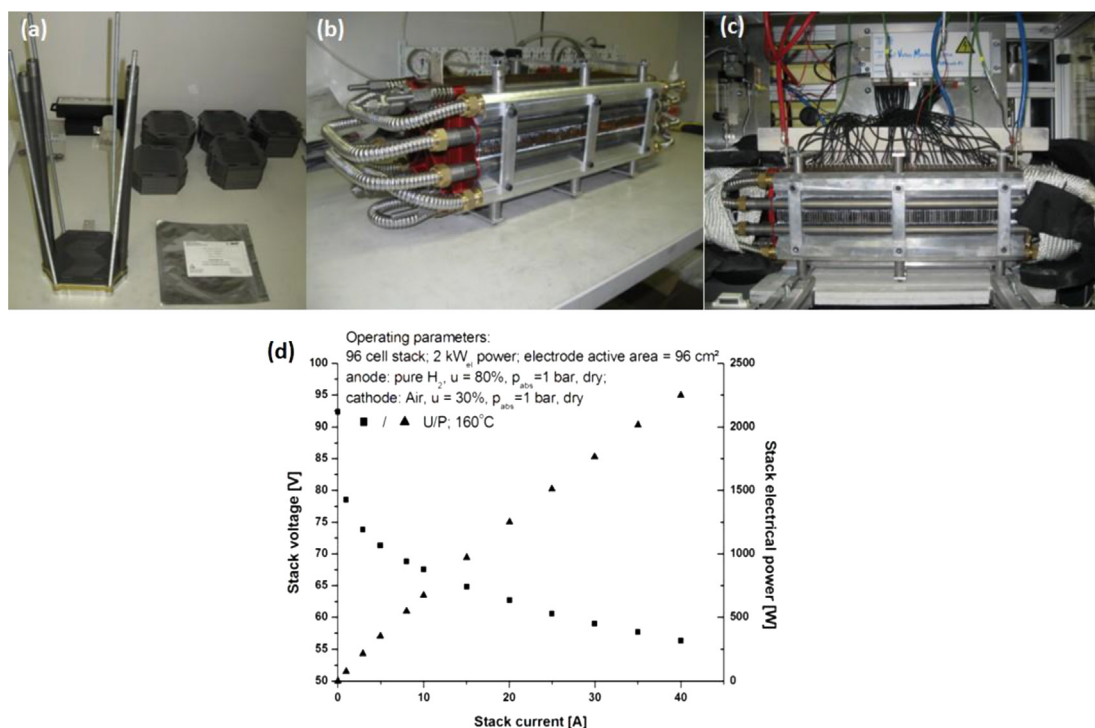 (a)
(b)
(c)
(d)
Operating parameters:
96 cell stack; 2 kWel power; electrode active area = 96 cm²
anode: pure H2, u = 80%, pabs=1 bar, dry;
cathode: Air, u = 30%, pabs=1 bar, dry
■ / ▲ U/P; 160°C
Stack voltage [V]
100
95
90
85
80
75
70
65
60
55
50
0 10 20 30 40
Stack current [A]
2500
2000
1500
1000
500
0
Stack electrical power [W]